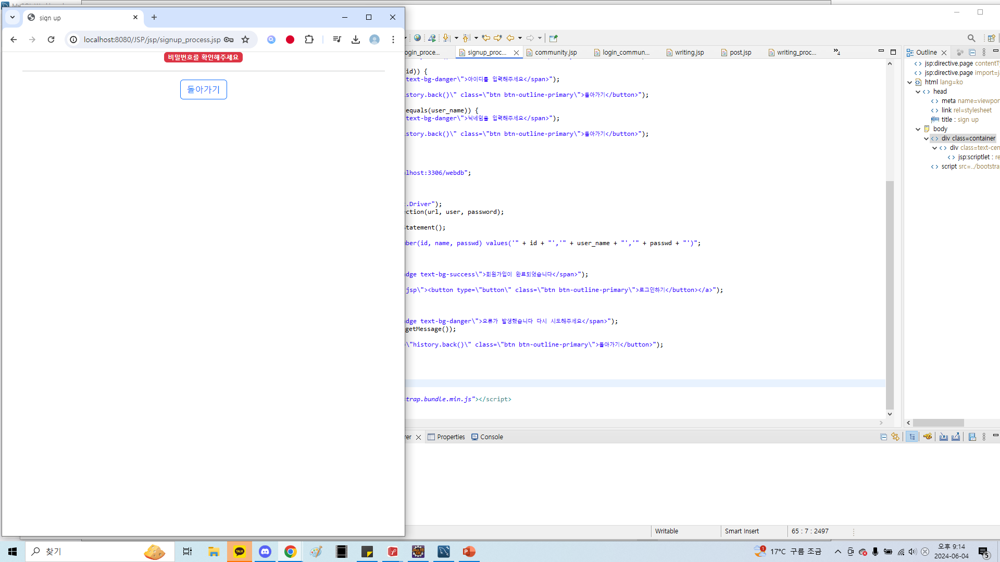 sign up
localhost:8080/JSP/jsp/signup_process.jsp
비밀번호를 확인해주세요
돌아가기
ogin_proce...
signup_proc...
community.jsp
login_commun...
writing.jsp
post.jsp
writing_proc...
4
id)) {
text-bg-danger\">아이디를 입력해주세요</span>");
story.back()\" class=\"btn btn-outline-primary\">돌아가기</button>");
equals(user_name)) {
text-bg-danger\">닉네임을 입력해주세요</span>");
story.back()\" class=\"btn btn-outline-primary\">돌아가기</button>");
lhost:3306/webdb";
.Driver");
ction(url, user, password);
tatement();
ber(id, name, passwd) values('" + id + "','" + user_name + "','" + passwd + "')";
dge text-bg-success\">회원가입이 완료되었습니다</span>");
jsp\"><button type=\"button\" class=\"btn btn-outline-primary\">로그인하기</button></a>");
dge text-bg-danger\">오류가 발생했습니다 다시 시도해주세요</span>");
getMessage());
=\"history.back()\" class=\"btn btn-outline-primary\">돌아가기</button>");
trap.bundle.min.js"></script>
Outline
jsp:directive.page contentTy
jsp:directive.page import=j
html lang=ko
head
meta name=viewpor
link rel=stylesheet
title : sign up
body
div class=container
div class=text-cen
jsp:scriptlet : re
script src=../bootstra
rer
Properties
Console
Writable
Smart Insert
65 : 7 : 2497
찾기
TALK
1
17°C 구름 조금
오후 9:14
2024-06-04
5